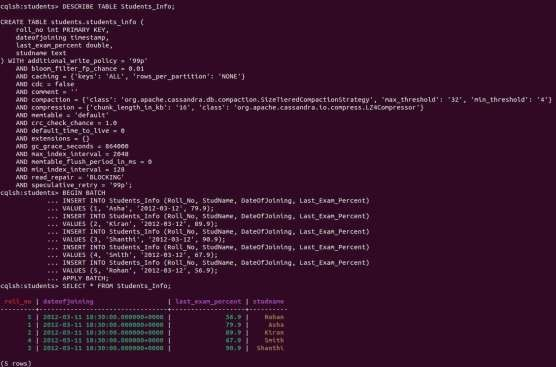 cqlsh:students> DESCRIBE TABLE Students_Info;
CREATE TABLE students.students_info (
roll_no int PRIMARY KEY,
dateofjoining timestamp,
last_exam_percent double,
studname text
) WITH additional_write_policy = '99p'
AND bloom_filter_fp_chance = 0.01
AND caching = {'keys': 'ALL', 'rows_per_partition': 'NONE'}
AND cdc = false
AND comment = ''
AND compaction = {'class': 'org.apache.cassandra.db.compaction.SizeTieredCompactionStrategy', 'max_threshold': '32', 'min_threshold': '4'}
AND compression = {'chunk_length_in_kb': '16', 'class': 'org.apache.cassandra.io.compress.LZ4Compressor'}
AND memtable = 'default'
AND crc_check_chance = 1.0
AND default_time_to_live = 0
AND extensions = {}
AND gc_grace_seconds = 864000
AND max_index_interval = 2048
AND memtable_flush_period_in_ms = 0
AND min_index_interval = 128
AND read_repair = 'BLOCKING'
AND speculative_retry = '99p';
cqlsh:students> BEGIN BATCH
... INSERT INTO Students_Info (Roll_No, StudName, DateOfJoining, Last_Exam_Percent)
... VALUES (1, 'Asha', '2012-03-12', 79.9);
... INSERT INTO Students_Info (Roll_No, StudName, DateOfJoining, Last_Exam_Percent)
... VALUES (2, 'Kiran', '2012-03-12', 89.9);
... INSERT INTO Students_Info (Roll_No, StudName, DateOfJoining, Last_Exam_Percent)
... VALUES (3, 'Shanthi', '2012-03-12', 90.9);
... INSERT INTO Students_Info (Roll_No, StudName, DateOfJoining, Last_Exam_Percent)
... VALUES (4, 'Smith', '2012-03-12', 67.9);
... INSERT INTO Students_Info (Roll_No, StudName, DateOfJoining, Last_Exam_Percent)
... VALUES (5, 'Rohan', '2012-03-12', 56.9);
... APPLY BATCH;
cqlsh:students> SELECT * FROM Students_Info;
roll_no | dateofjoining | last_exam_percent | studname
5 | 2012-03-11 18:30:00.000000+0000 | 56.9 | Rohan
1 | 2012-03-11 18:30:00.000000+0000 | 79.9 | Asha
2 | 2012-03-11 18:30:00.000000+0000 | 89.9 | Kiran
4 | 2012-03-11 18:30:00.000000+0000 | 67.9 | Smith
3 | 2012-03-11 18:30:00.000000+0000 | 90.9 | Shanthi
(5 rows)